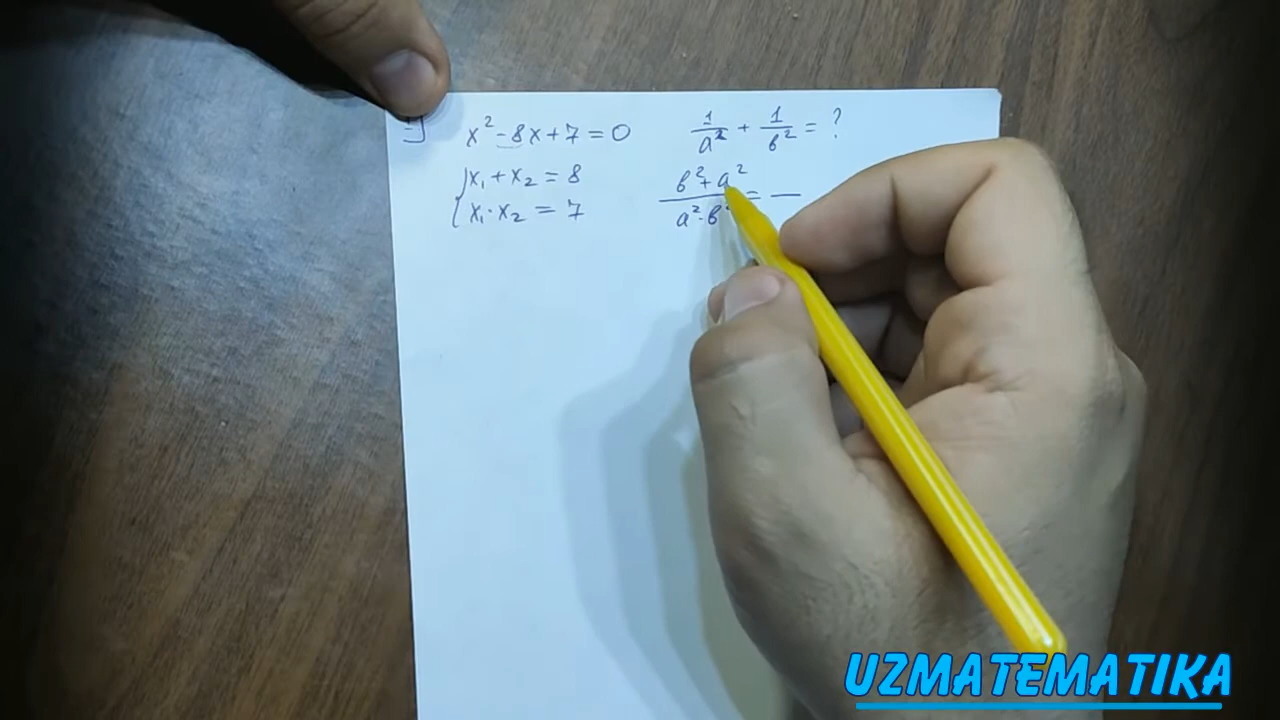 x² - 8x + 7 = 0
1/a² + 1/b² = ?
{x₁ + x₂ = 8
x₁ · x₂ = 7
(b² + a²)/(a² · b²) = —
UZMATEMATIKA